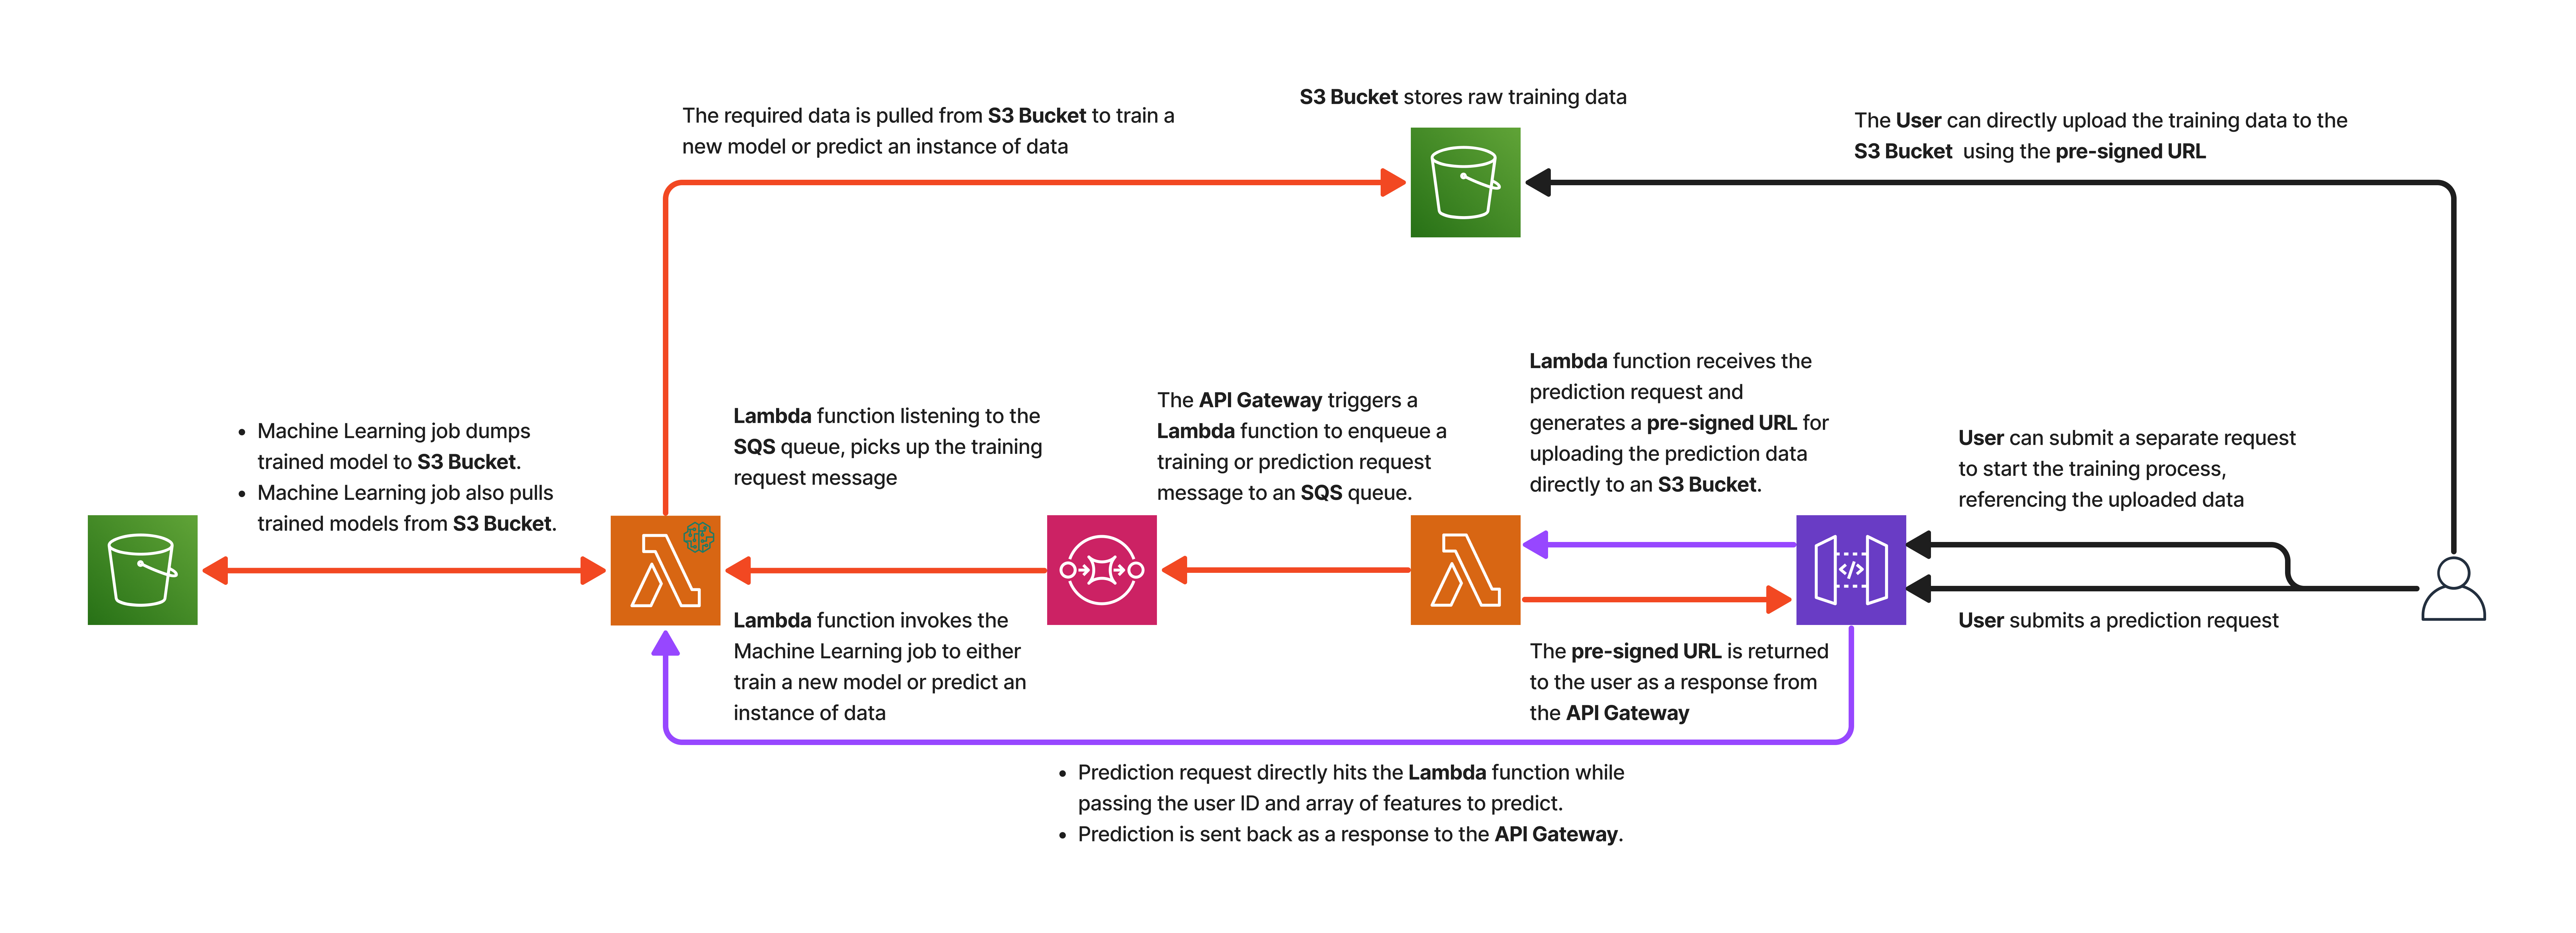 S3 Bucket stores raw training data
The required data is pulled from S3 Bucket to train a
new model or predict an instance of data
The User can directly upload the training data to the
S3 Bucket using the pre-signed URL
• Machine Learning job dumps
trained model to S3 Bucket.
• Machine Learning job also pulls
trained models from S3 Bucket.
Lambda function listening to the
SQS queue, picks up the training
request message
The API Gateway triggers a
Lambda function to enqueue a
training or prediction request
message to an SQS queue.
Lambda function receives the
prediction request and
generates a pre-signed URL for
uploading the prediction data
directly to an S3 Bucket.
User can submit a separate request
to start the training process,
referencing the uploaded data
</>
Lambda function invokes the
Machine Learning job to either
train a new model or predict an
instance of data
The pre-signed URL is returned
to the user as a response from
the API Gateway
User submits a prediction request
• Prediction request directly hits the Lambda function while
passing the user ID and array of features to predict.
• Prediction is sent back as a response to the API Gateway.